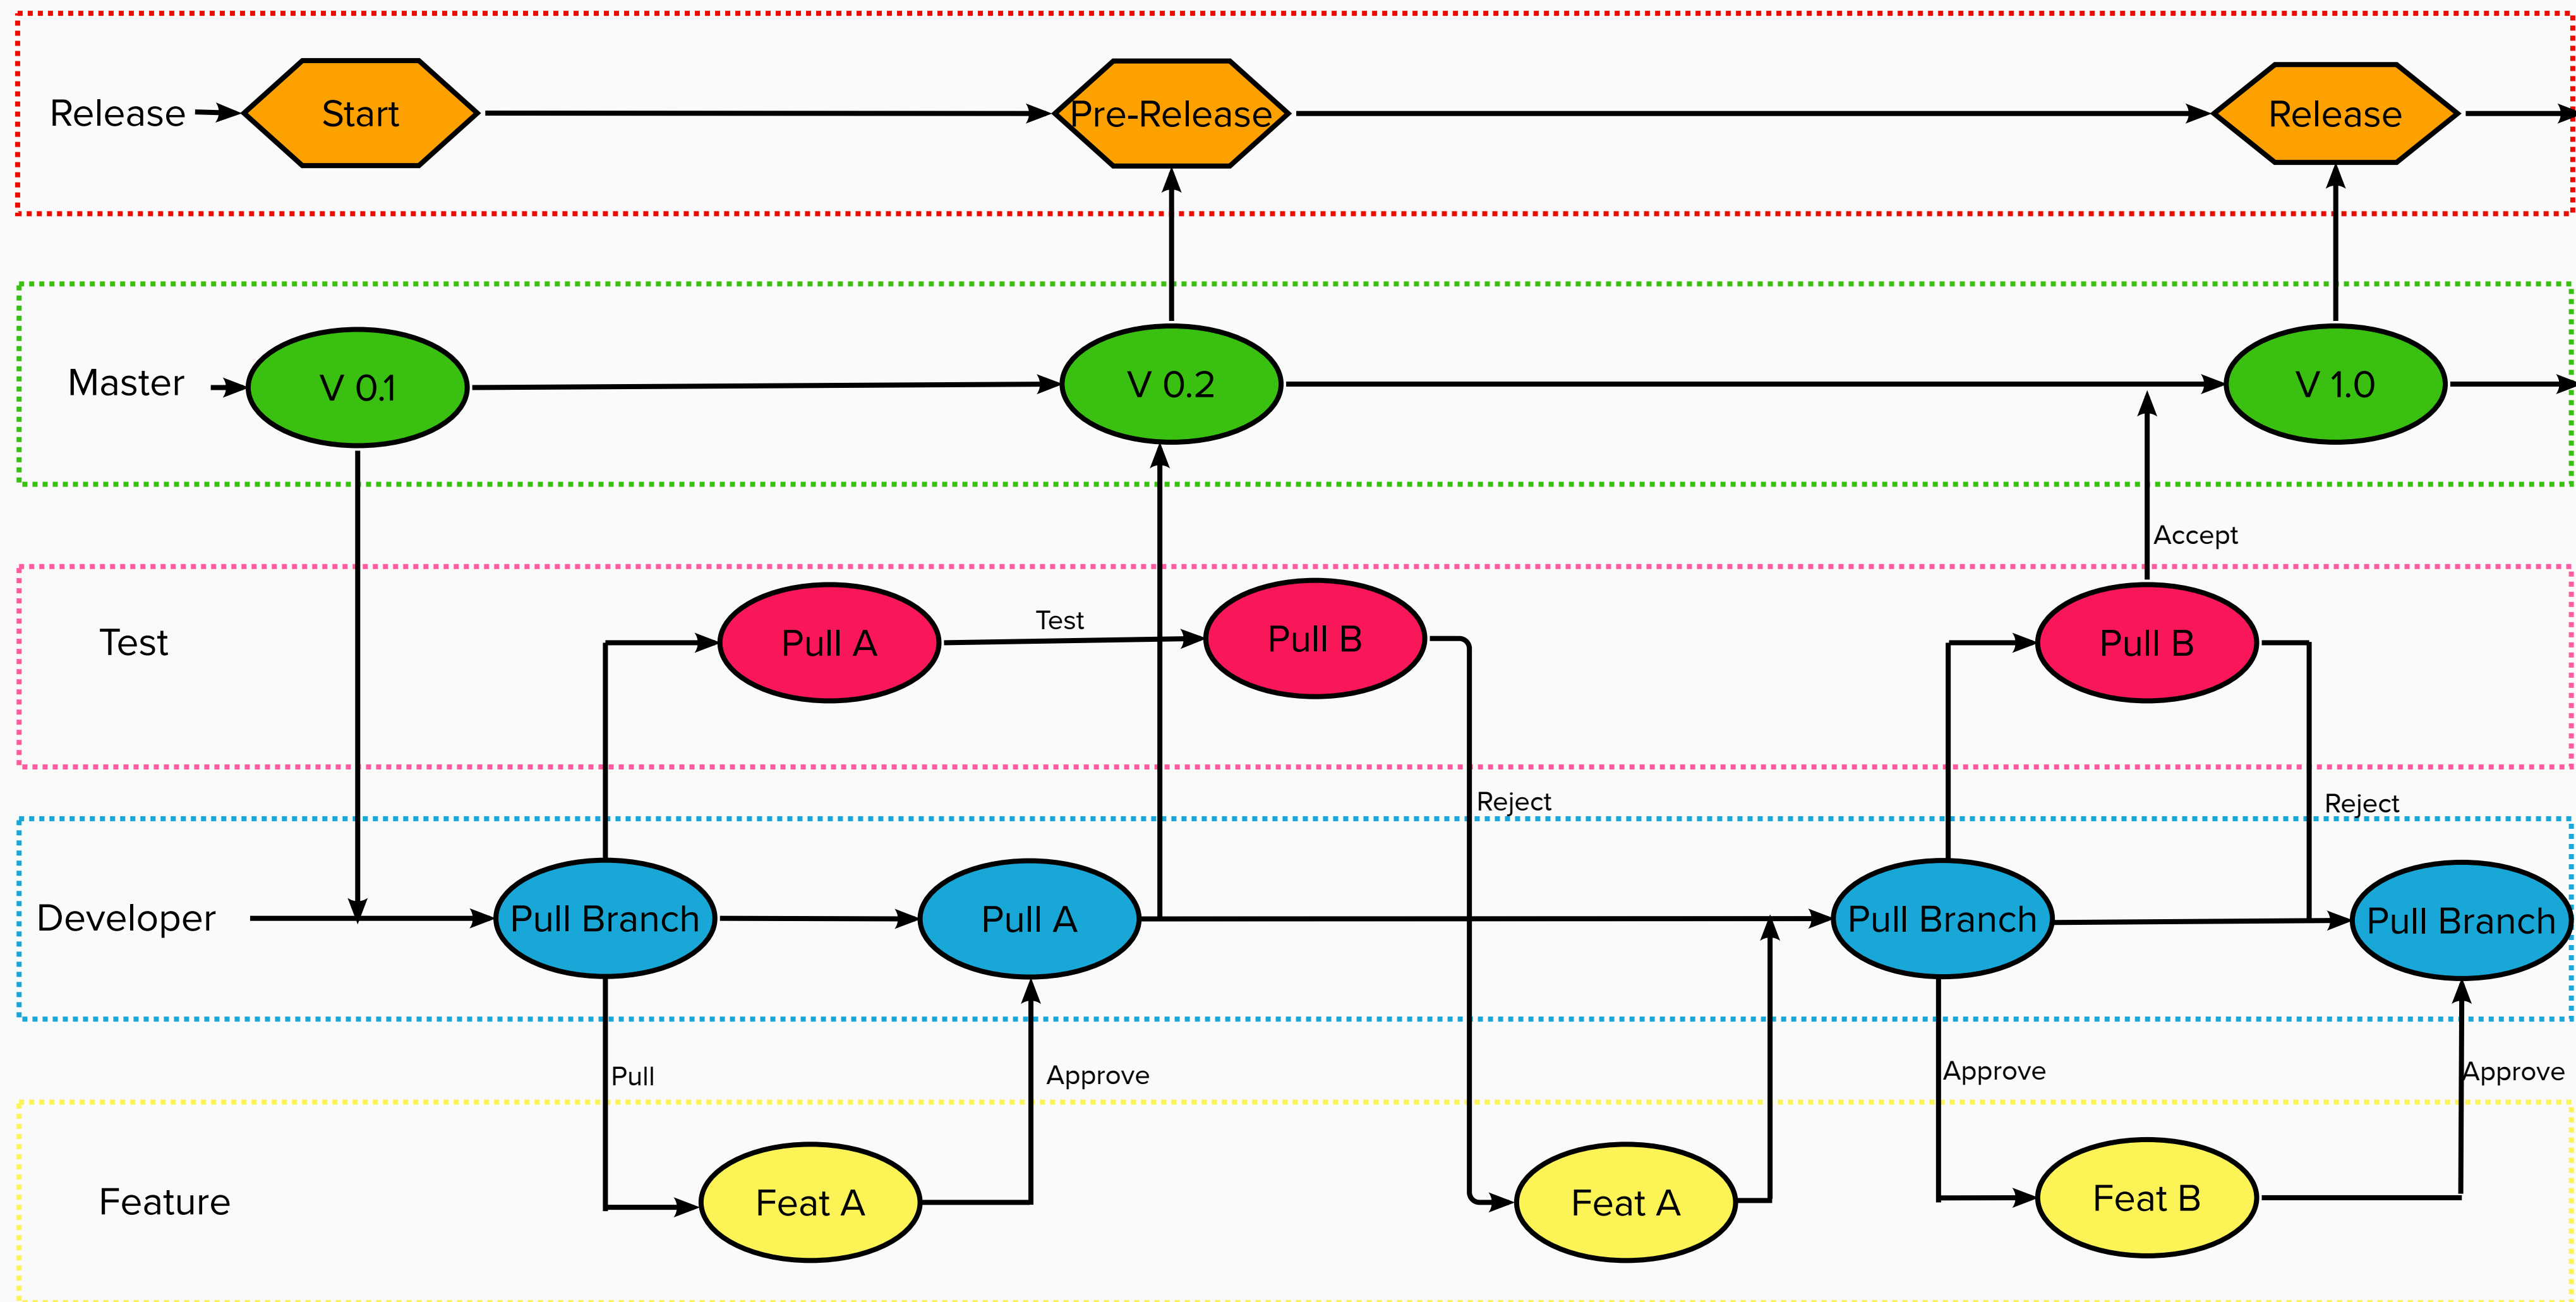 Release
Start
Pre-Release
Release
Master
V 0.1
V 0.2
V 1.0
Accept
Test
Pull A
Test
Pull B
Pull B
Reject
Reject
Developer
Pull Branch
Pull A
Pull Branch
Pull Branch
Pull
Approve
Approve
Approve
Feature
Feat A
Feat A
Feat B